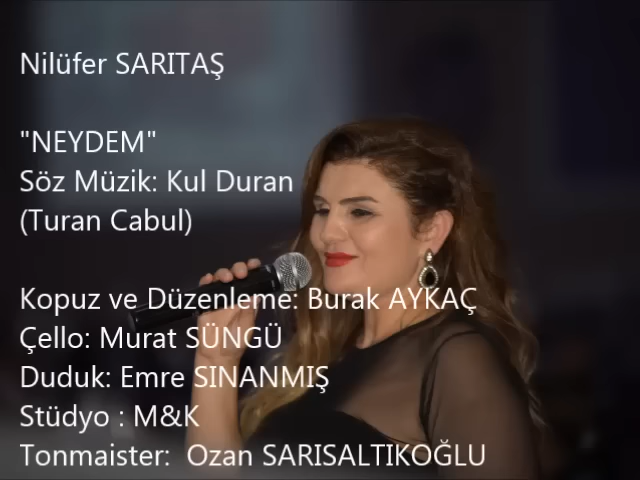 Nilüfer SARITAŞ
"NEYDEM"
Söz Müzik: Kul Duran
(Turan Cabul)
Kopuz ve Düzenleme: Burak AYKAÇ
Çello: Murat SÜNGÜ
Duduk: Emre SINANMIŞ
Stüdyo : M&K
Tonmaister:  Ozan SARISALTIKOĞLU